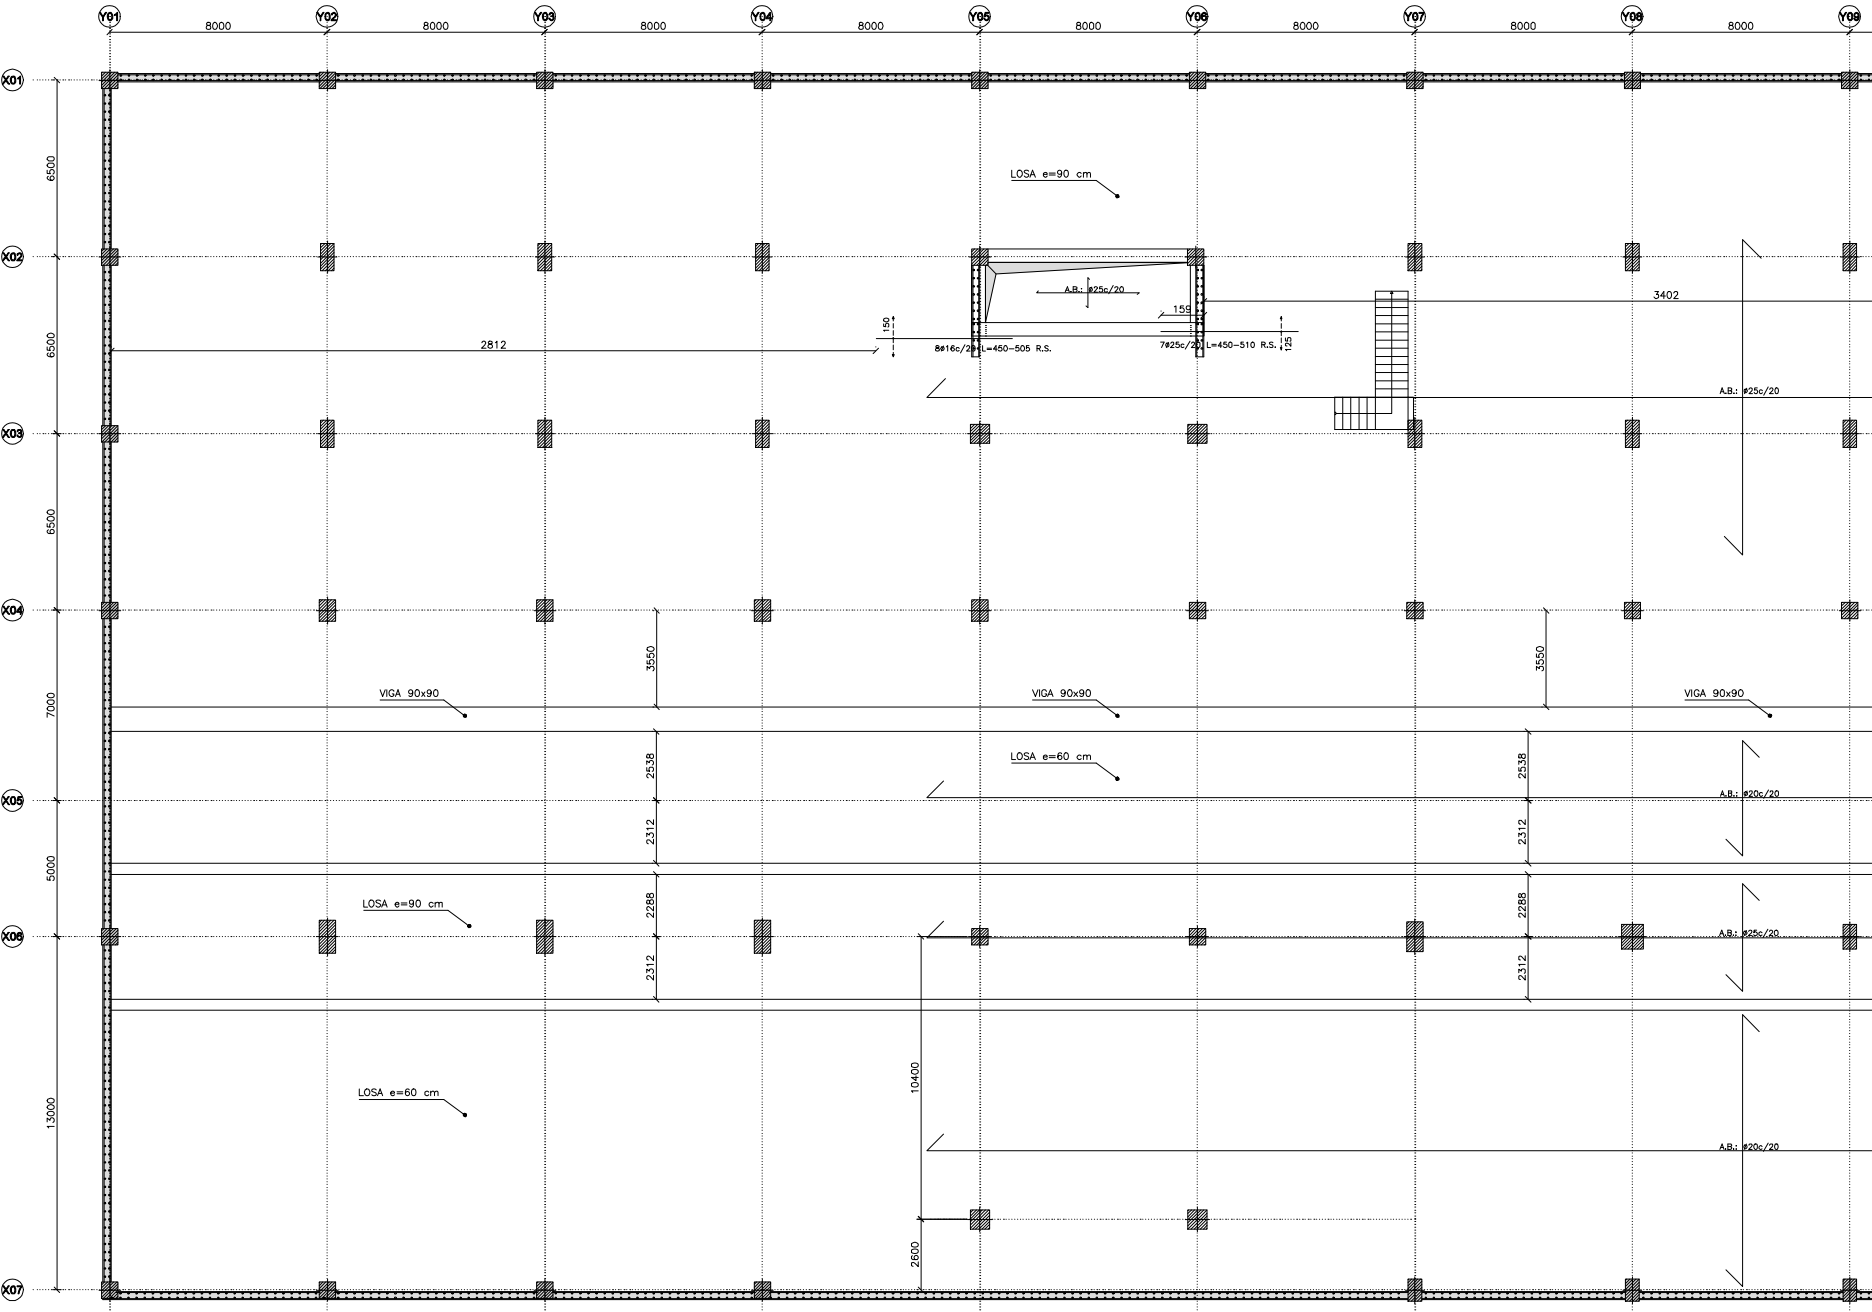 Y01 Y02 Y03 Y04 Y05 Y06 Y07 Y08 Y09
8000 8000 8000 8000 8000 8000 8000 8000
X01
6500
LOSA e=90 cm
X02
A.B.: ø25c/20
3402
159
150
6500
2812
8ø16c/20 L=450-505 R.S.
7ø25c/20 L=450-510 R.S.
125
A.B.: ø25c/20
X03
6500
X04
3550
3550
VIGA 90x90
VIGA 90x90
VIGA 90x90
7000
LOSA e=60 cm
2538
2538
A.B.: ø20c/20
X05
2312
2312
5000
LOSA e=90 cm
2288
2288
A.B.: ø25c/20
X06
2312
2312
10400
LOSA e=60 cm
13000
A.B.: ø20c/20
2600
X07